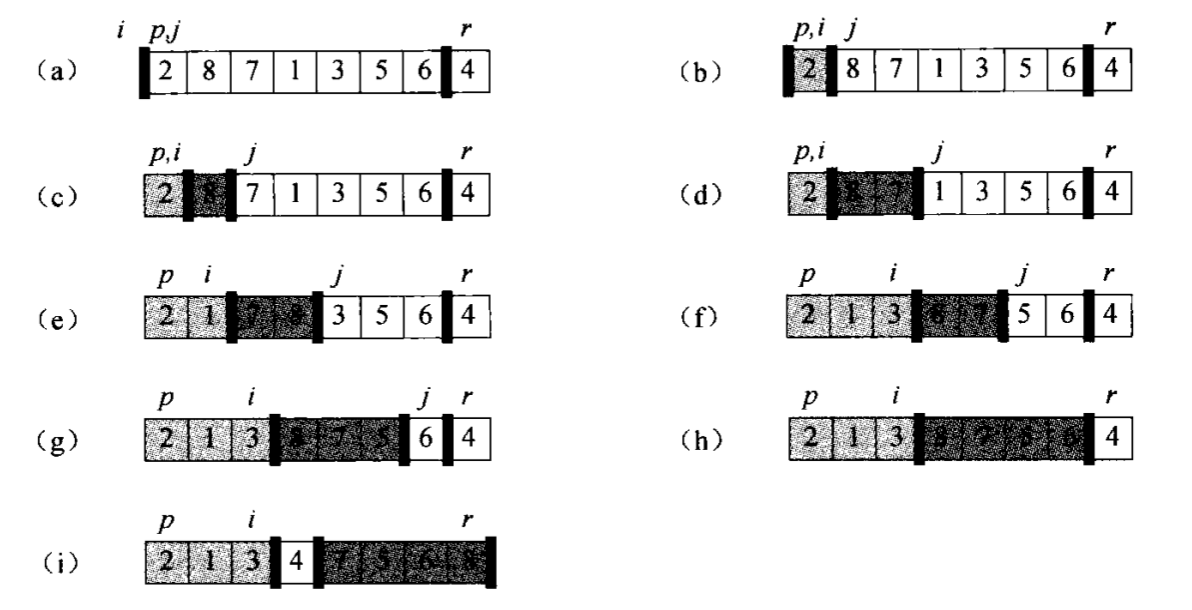 i p,j r
(a) 2 8 7 1 3 5 6 4
p,i j r
(b) 2 8 7 1 3 5 6 4
p,i j r
(c) 2 8 7 1 3 5 6 4
p,i j r
(d) 2 8 7 1 3 5 6 4
p i j r
(e) 2 1 7 8 3 5 6 4
p i j r
(f) 2 1 3 8 7 5 6 4
p i j r
(g) 2 1 3 8 7 5 6 4
p i r
(h) 2 1 3 8 7 5 6 4
p i r
(i) 2 1 3 4 7 5 6 8